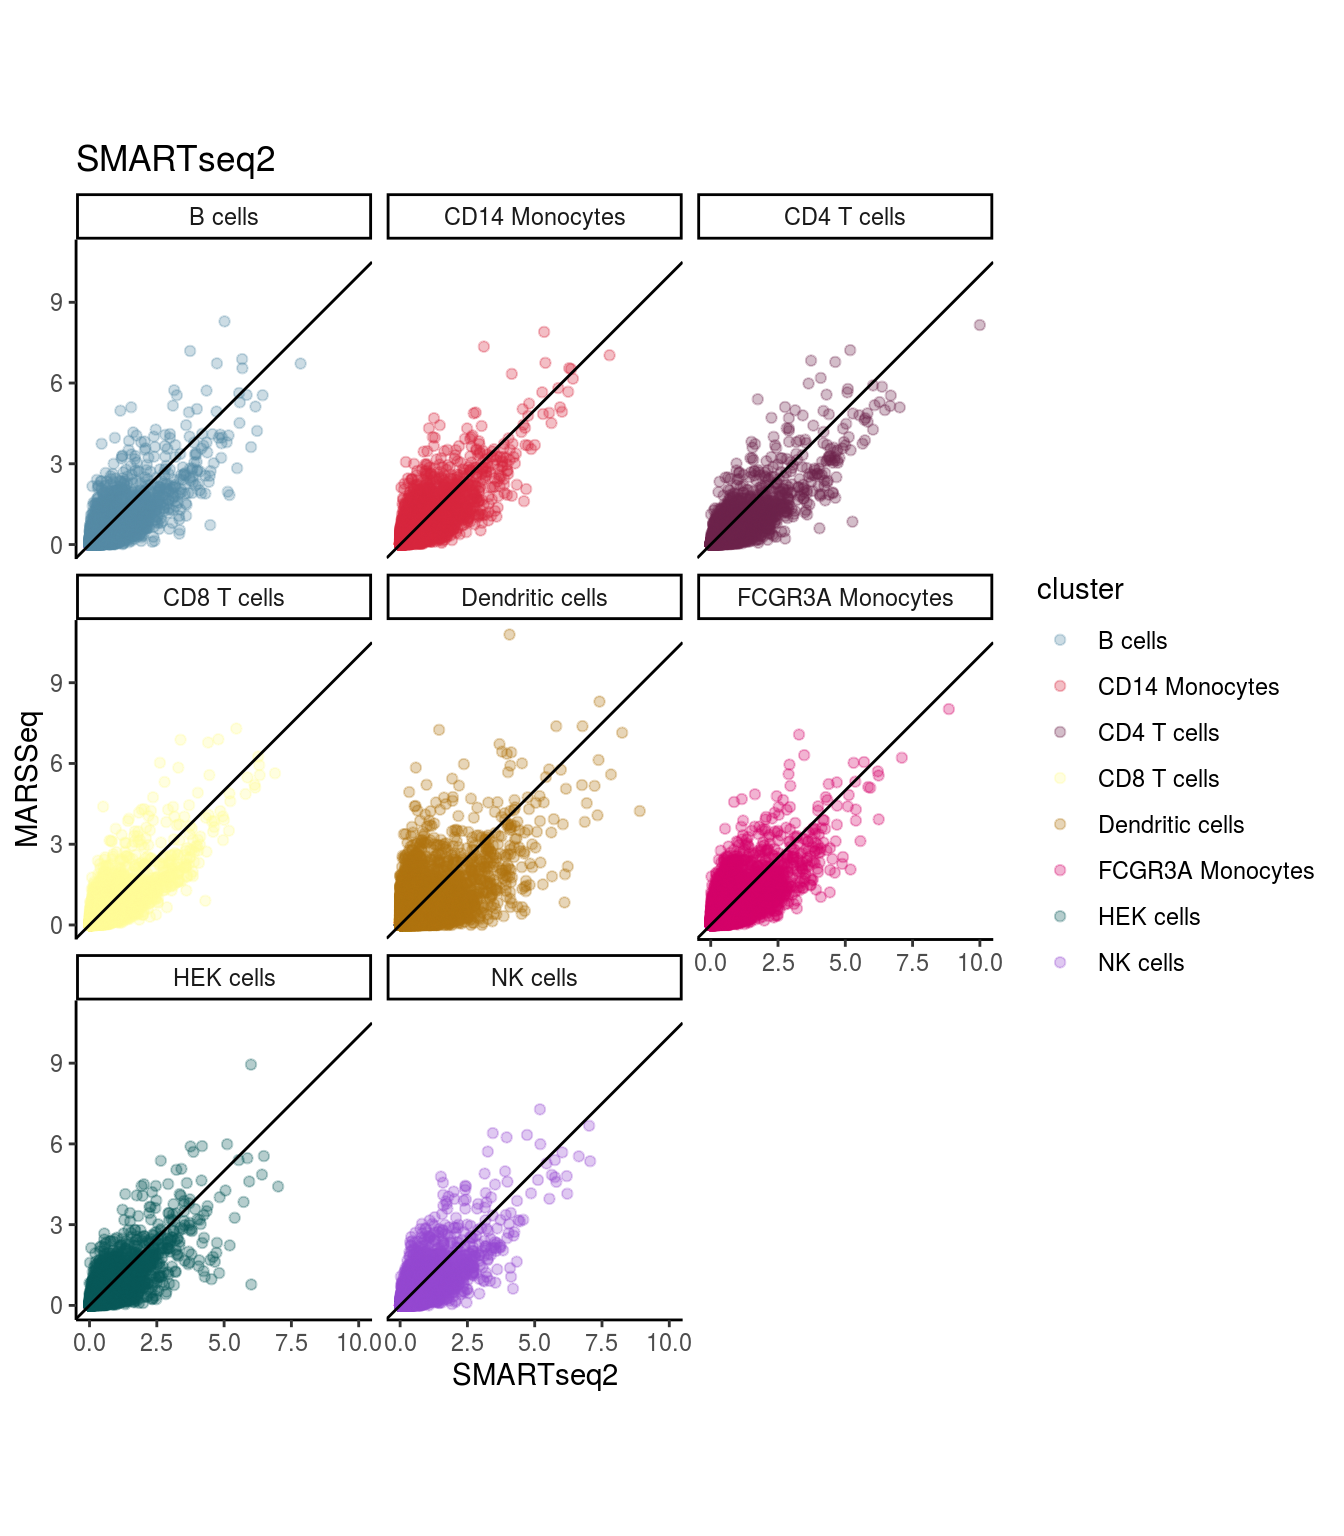 SMARTseq2
B cells
CD14 Monocytes
CD4 T cells
9
6
3
0
CD8 T cells
Dendritic cells
FCGR3A Monocytes
9
6
3
0
MARSSeq
0.0 2.5 5.0 7.5 10.0
HEK cells
NK cells
9
6
3
0
0.0 2.5 5.0 7.5 10.0
0.0 2.5 5.0 7.5 10.0
SMARTseq2
cluster
B cells
CD14 Monocytes
CD4 T cells
CD8 T cells
Dendritic cells
FCGR3A Monocytes
HEK cells
NK cells